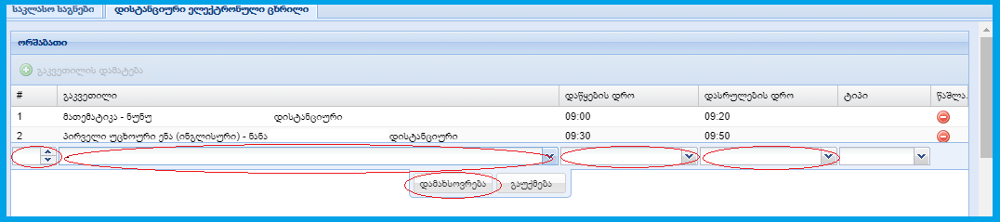 საკლასო საგნები დისტანციური ელექტრონული ცხრილი
ორშაბათი
გაკვეთილის დამატება
# გაკვეთილი დაწყების დრო დასრულების დრო ტიპი წაშლა.
1 მათემატიკა - ნუნუ დისტანციური 09:00 09:20
2 პირველი უცხოური ენა (ინგლისური) - ნანა დისტანციური 09:30 09:50
დამახსოვრება გაუქმება